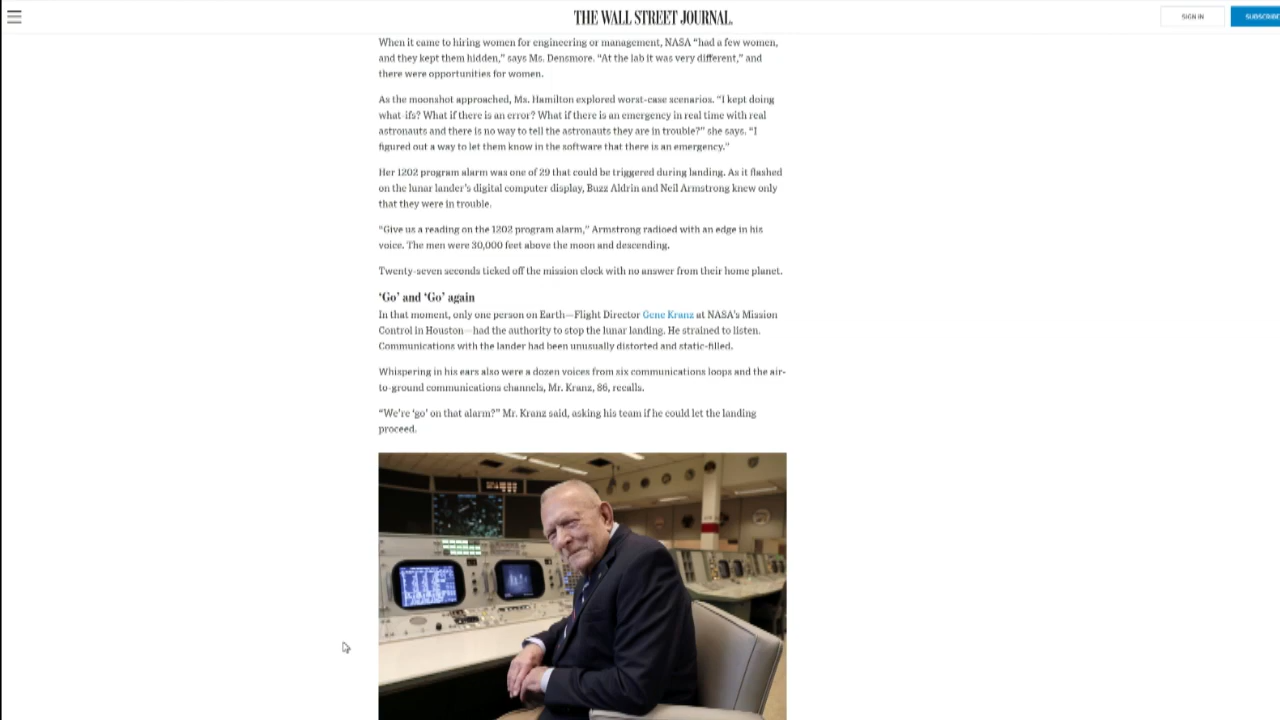 THE WALL STREET JOURNAL.
SIGN IN
SUBSCRIBE
When it came to hiring women for engineering or management, NASA “had a few women,
and they kept them hidden,” says Ms. Densmore. “At the lab it was very different,” and
there were opportunities for women.
As the moonshot approached, Ms. Hamilton explored worst-case scenarios. “I kept doing
what-ifs? What if there is an error? What if there is an emergency in real time with real
astronauts and there is no way to tell the astronauts they are in trouble?” she says. “I
figured out a way to let them know in the software that there is an emergency.”
Her 1202 program alarm was one of 29 that could be triggered during landing. As it flashed
on the lunar lander’s digital computer display, Buzz Aldrin and Neil Armstrong knew only
that they were in trouble.
“Give us a reading on the 1202 program alarm,” Armstrong radioed with an edge in his
voice. The men were 30,000 feet above the moon and descending.
Twenty-seven seconds ticked off the mission clock with no answer from their home planet.
‘Go’ and ‘Go’ again
In that moment, only one person on Earth—Flight Director Gene Kranz at NASA’s Mission
Control in Houston—had the authority to stop the lunar landing. He strained to listen.
Communications with the lander had been unusually distorted and static-filled.
Whispering in his ears also were a dozen voices from six communications loops and the air-
to-ground communications channels, Mr. Kranz, 86, recalls.
“We’re ‘go’ on that alarm?” Mr. Kranz said, asking his team if he could let the landing
proceed.